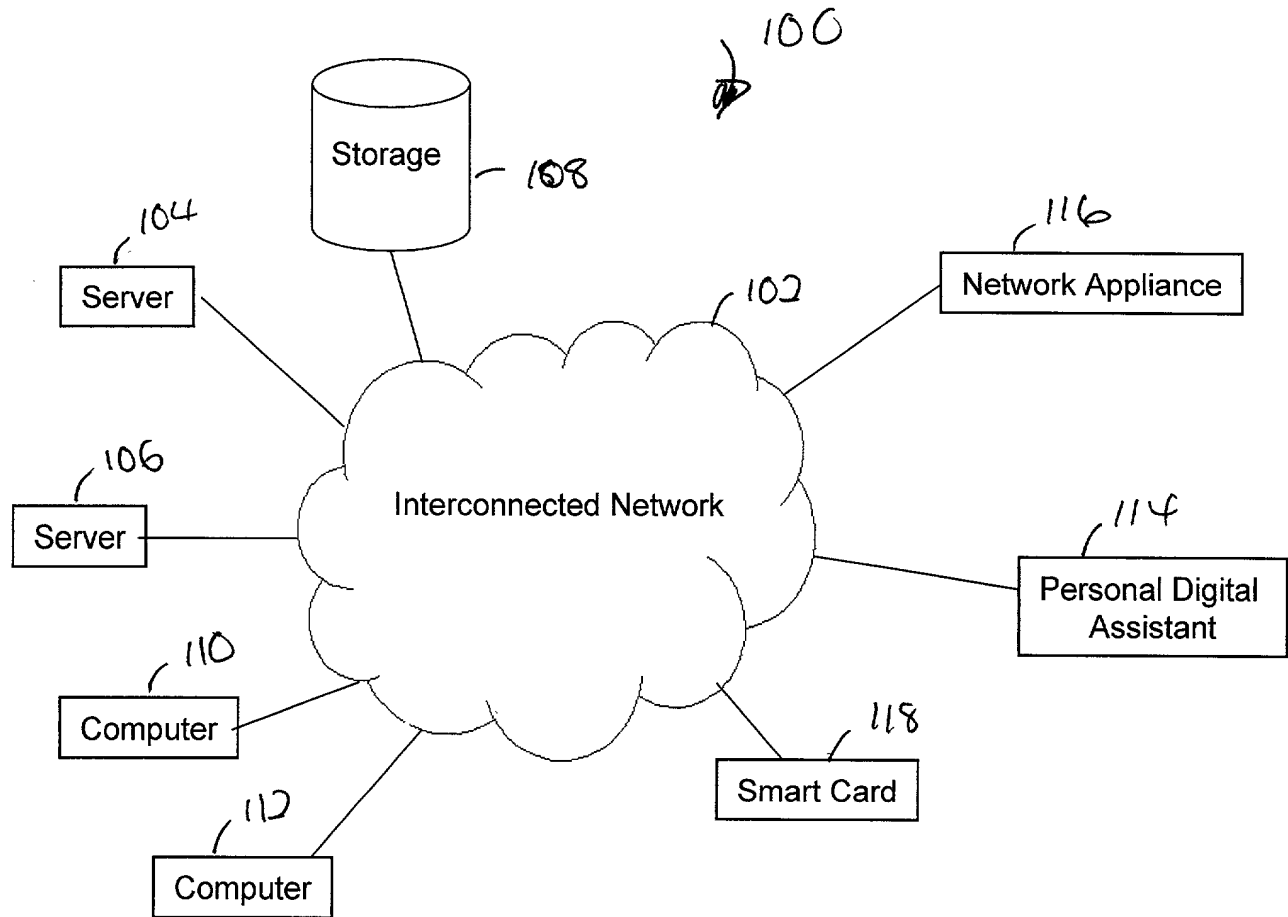 100
Storage
108
104
Server
116
Network Appliance
102
106
Server
Interconnected Network
114
Personal Digital
Assistant
110
Computer
118
Smart Card
112
Computer